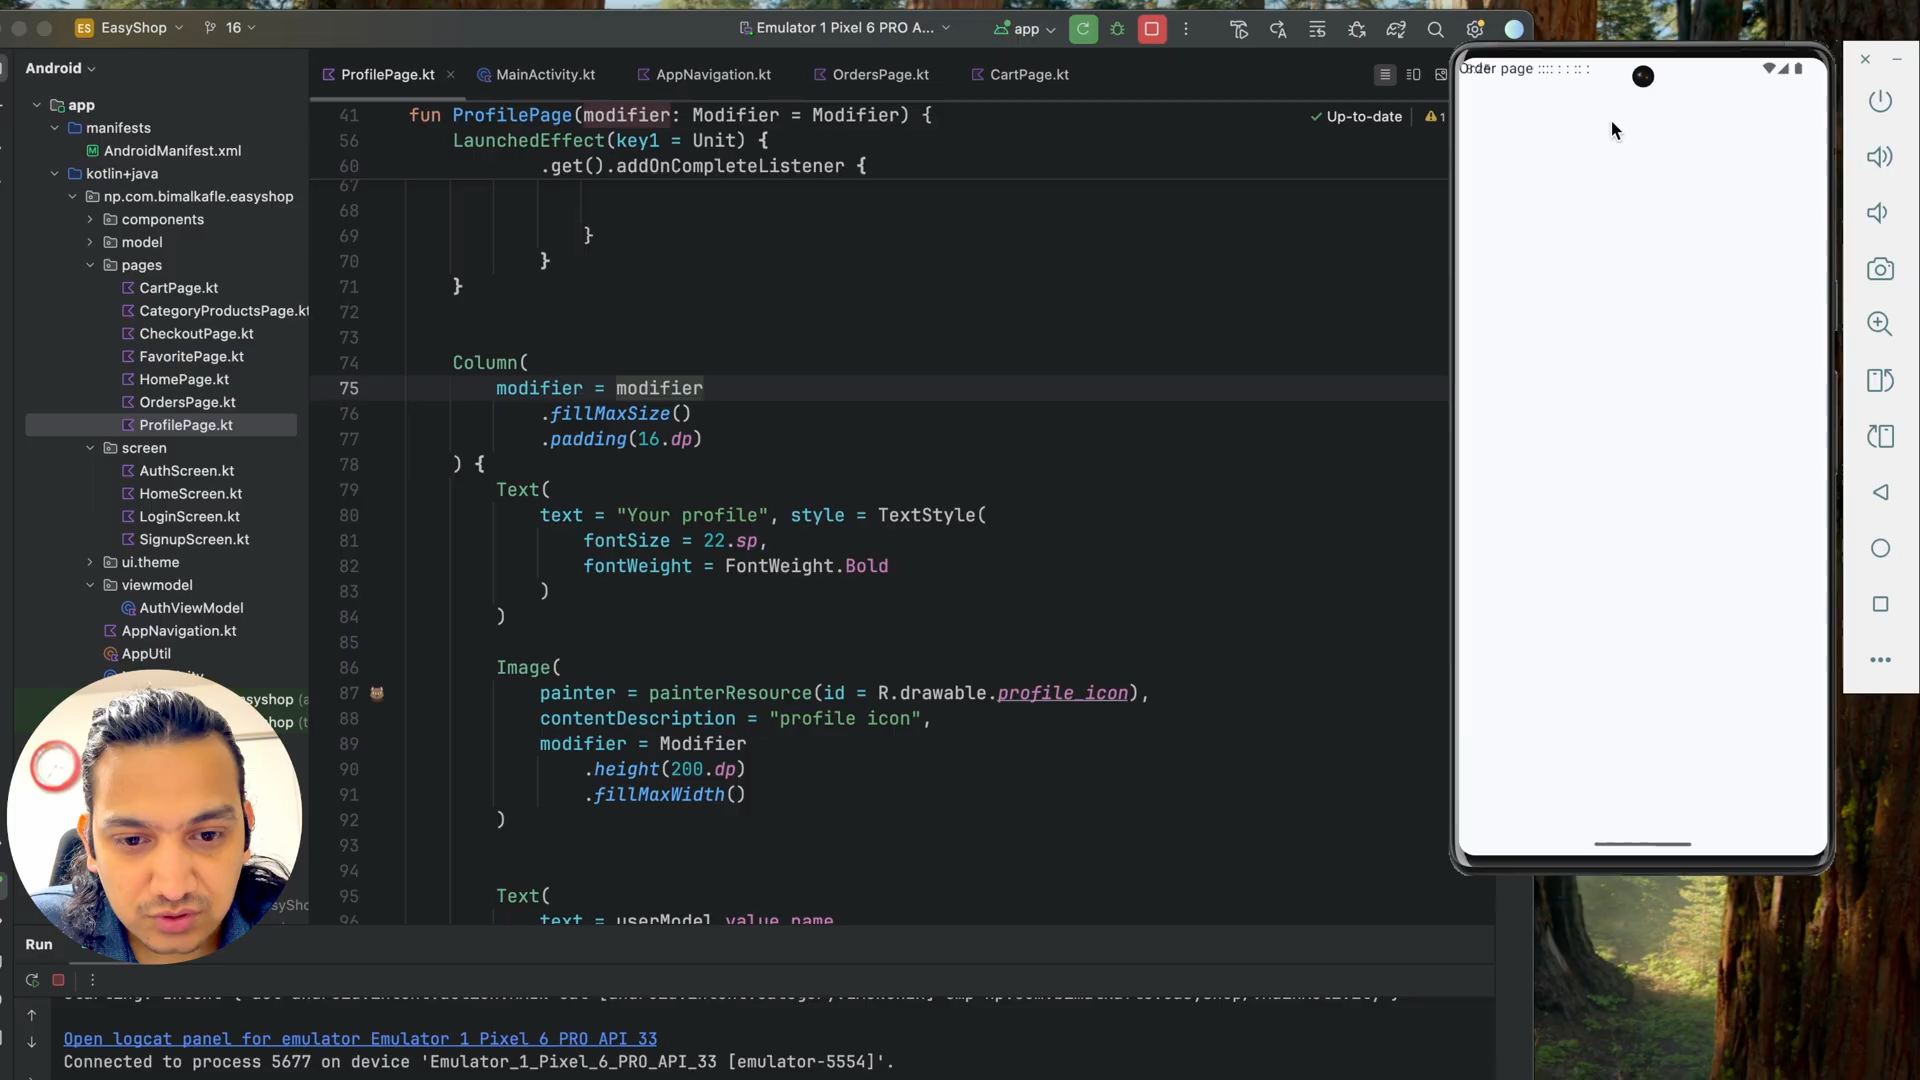 ES EasyShop
16
Emulator 1 Pixel 6 PRO A...
app
Android
ProfilePage.kt
MainActivity.kt
AppNavigation.kt
OrdersPage.kt
CartPage.kt
app
manifests
AndroidManifest.xml
kotlin+java
np.com.bimalkafle.easyshop
components
model
pages
CartPage.kt
CategoryProductsPage.kt
CheckoutPage.kt
FavoritePage.kt
HomePage.kt
OrdersPage.kt
ProfilePage.kt
screen
AuthScreen.kt
HomeScreen.kt
LoginScreen.kt
SignupScreen.kt
ui.theme
viewmodel
AuthViewModel
AppNavigation.kt
AppUtil
41 fun ProfilePage(modifier: Modifier = Modifier) {
56 LaunchedEffect(key1 = Unit) {
60 .get().addOnCompleteListener {
Up-to-date
1
67
68
69 }
70 }
71 }
72
73
74 Column(
75 modifier = modifier
76 .fillMaxSize()
77 .padding(16.dp)
78 ) {
79 Text(
80 text = "Your profile", style = TextStyle(
81 fontSize = 22.sp,
82 fontWeight = FontWeight.Bold
83 )
84 )
85
86 Image(
87 painter = painterResource(id = R.drawable.profile_icon),
88 contentDescription = "profile icon",
89 modifier = Modifier
90 .height(200.dp)
91 .fillMaxWidth()
92 )
93
94
95 Text(
96 text = userModel.value.name
Order page :::: : : :: :
Run
Open logcat panel for emulator Emulator 1 Pixel 6 PRO API 33
Connected to process 5677 on device 'Emulator_1_Pixel_6_PRO_API_33 [emulator-5554]'.